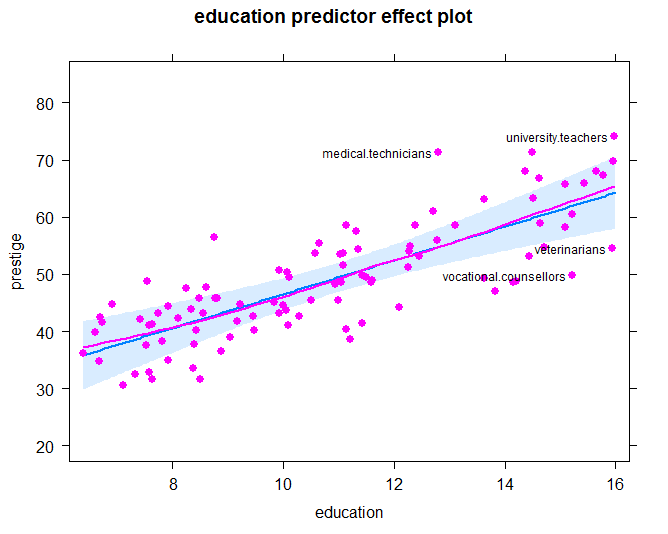 education predictor effect plot
80
70
60
50
40
30
20
prestige
university.teachers
medical.technicians
veterinarians
vocational.counsellors
8
10
12
14
16
education